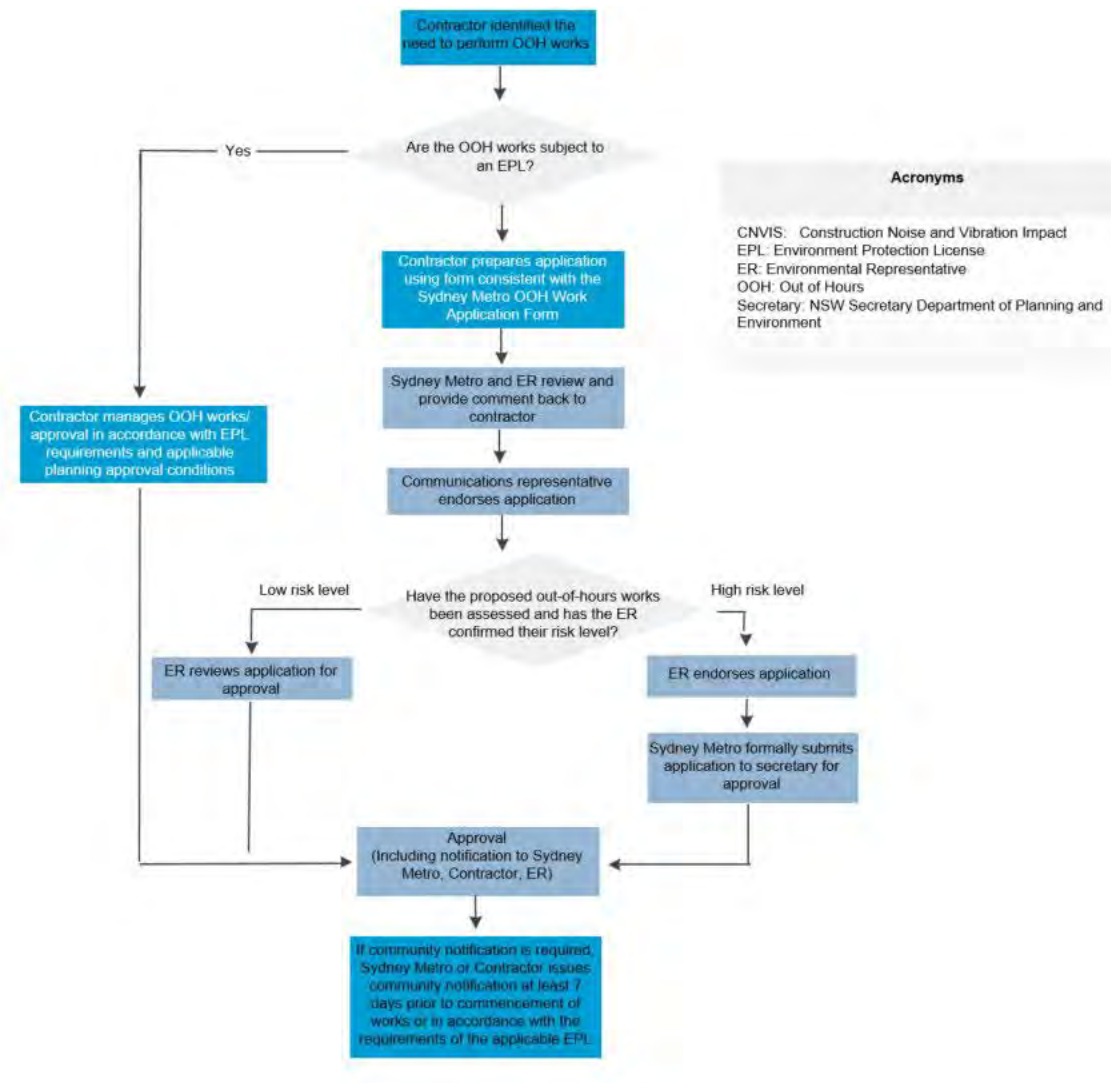 Contractor identified the
need to perform OOH works
Are the OOH works subject to
an EPL?
Yes
Acronyms
CNVIS: Construction Noise and Vibration Impact
EPL: Environment Protection License
ER: Environmental Representative
OOH: Out of Hours
Secretary: NSW Secretary Department of Planning and
Environment
Contractor prepares application
using form consistent with the
Sydney Metro OOH Work
Application Form
Sydney Metro and ER review and
provide comment back to
contractor
Contractor manages OOH works/
approval in accordance with EPL
requirements and applicable
planning approval conditions
Communications representative
endorses application
Low risk level
Have the proposed out-of-hours works
been assessed and has the ER
confirmed their risk level?
High risk level
ER reviews application for
approval
ER endorses application
Sydney Metro formally submits
application to secretary for
approval
Approval
(Including notification to Sydney
Metro, Contractor, ER)
If community notification is required,
Sydney Metro or Contractor issues
community notification at least 7
days prior to commencement of
works or in accordance with the
requirements of the applicable EPL